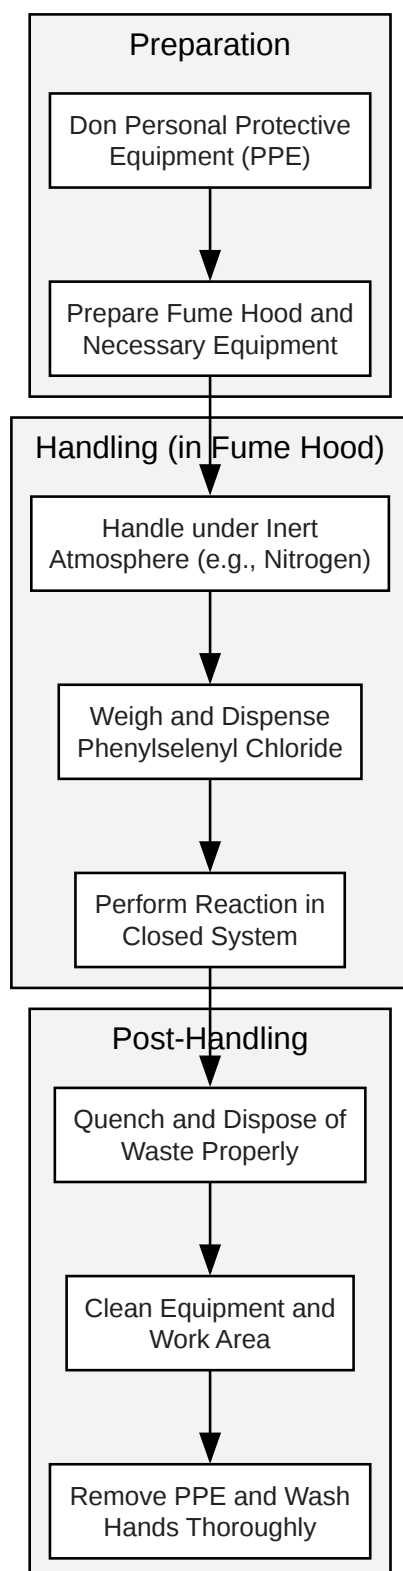 Preparation
Don Personal Protective
Equipment (PPE)
Prepare Fume Hood and
Necessary Equipment
Handling (in Fume Hood)
Handle under Inert
Atmosphere (e.g., Nitrogen)
Weigh and Dispense
Phenylselenyl Chloride
Perform Reaction in
Closed System
Post-Handling
Quench and Dispose of
Waste Properly
Clean Equipment and
Work Area
Remove PPE and Wash
Hands Thoroughly